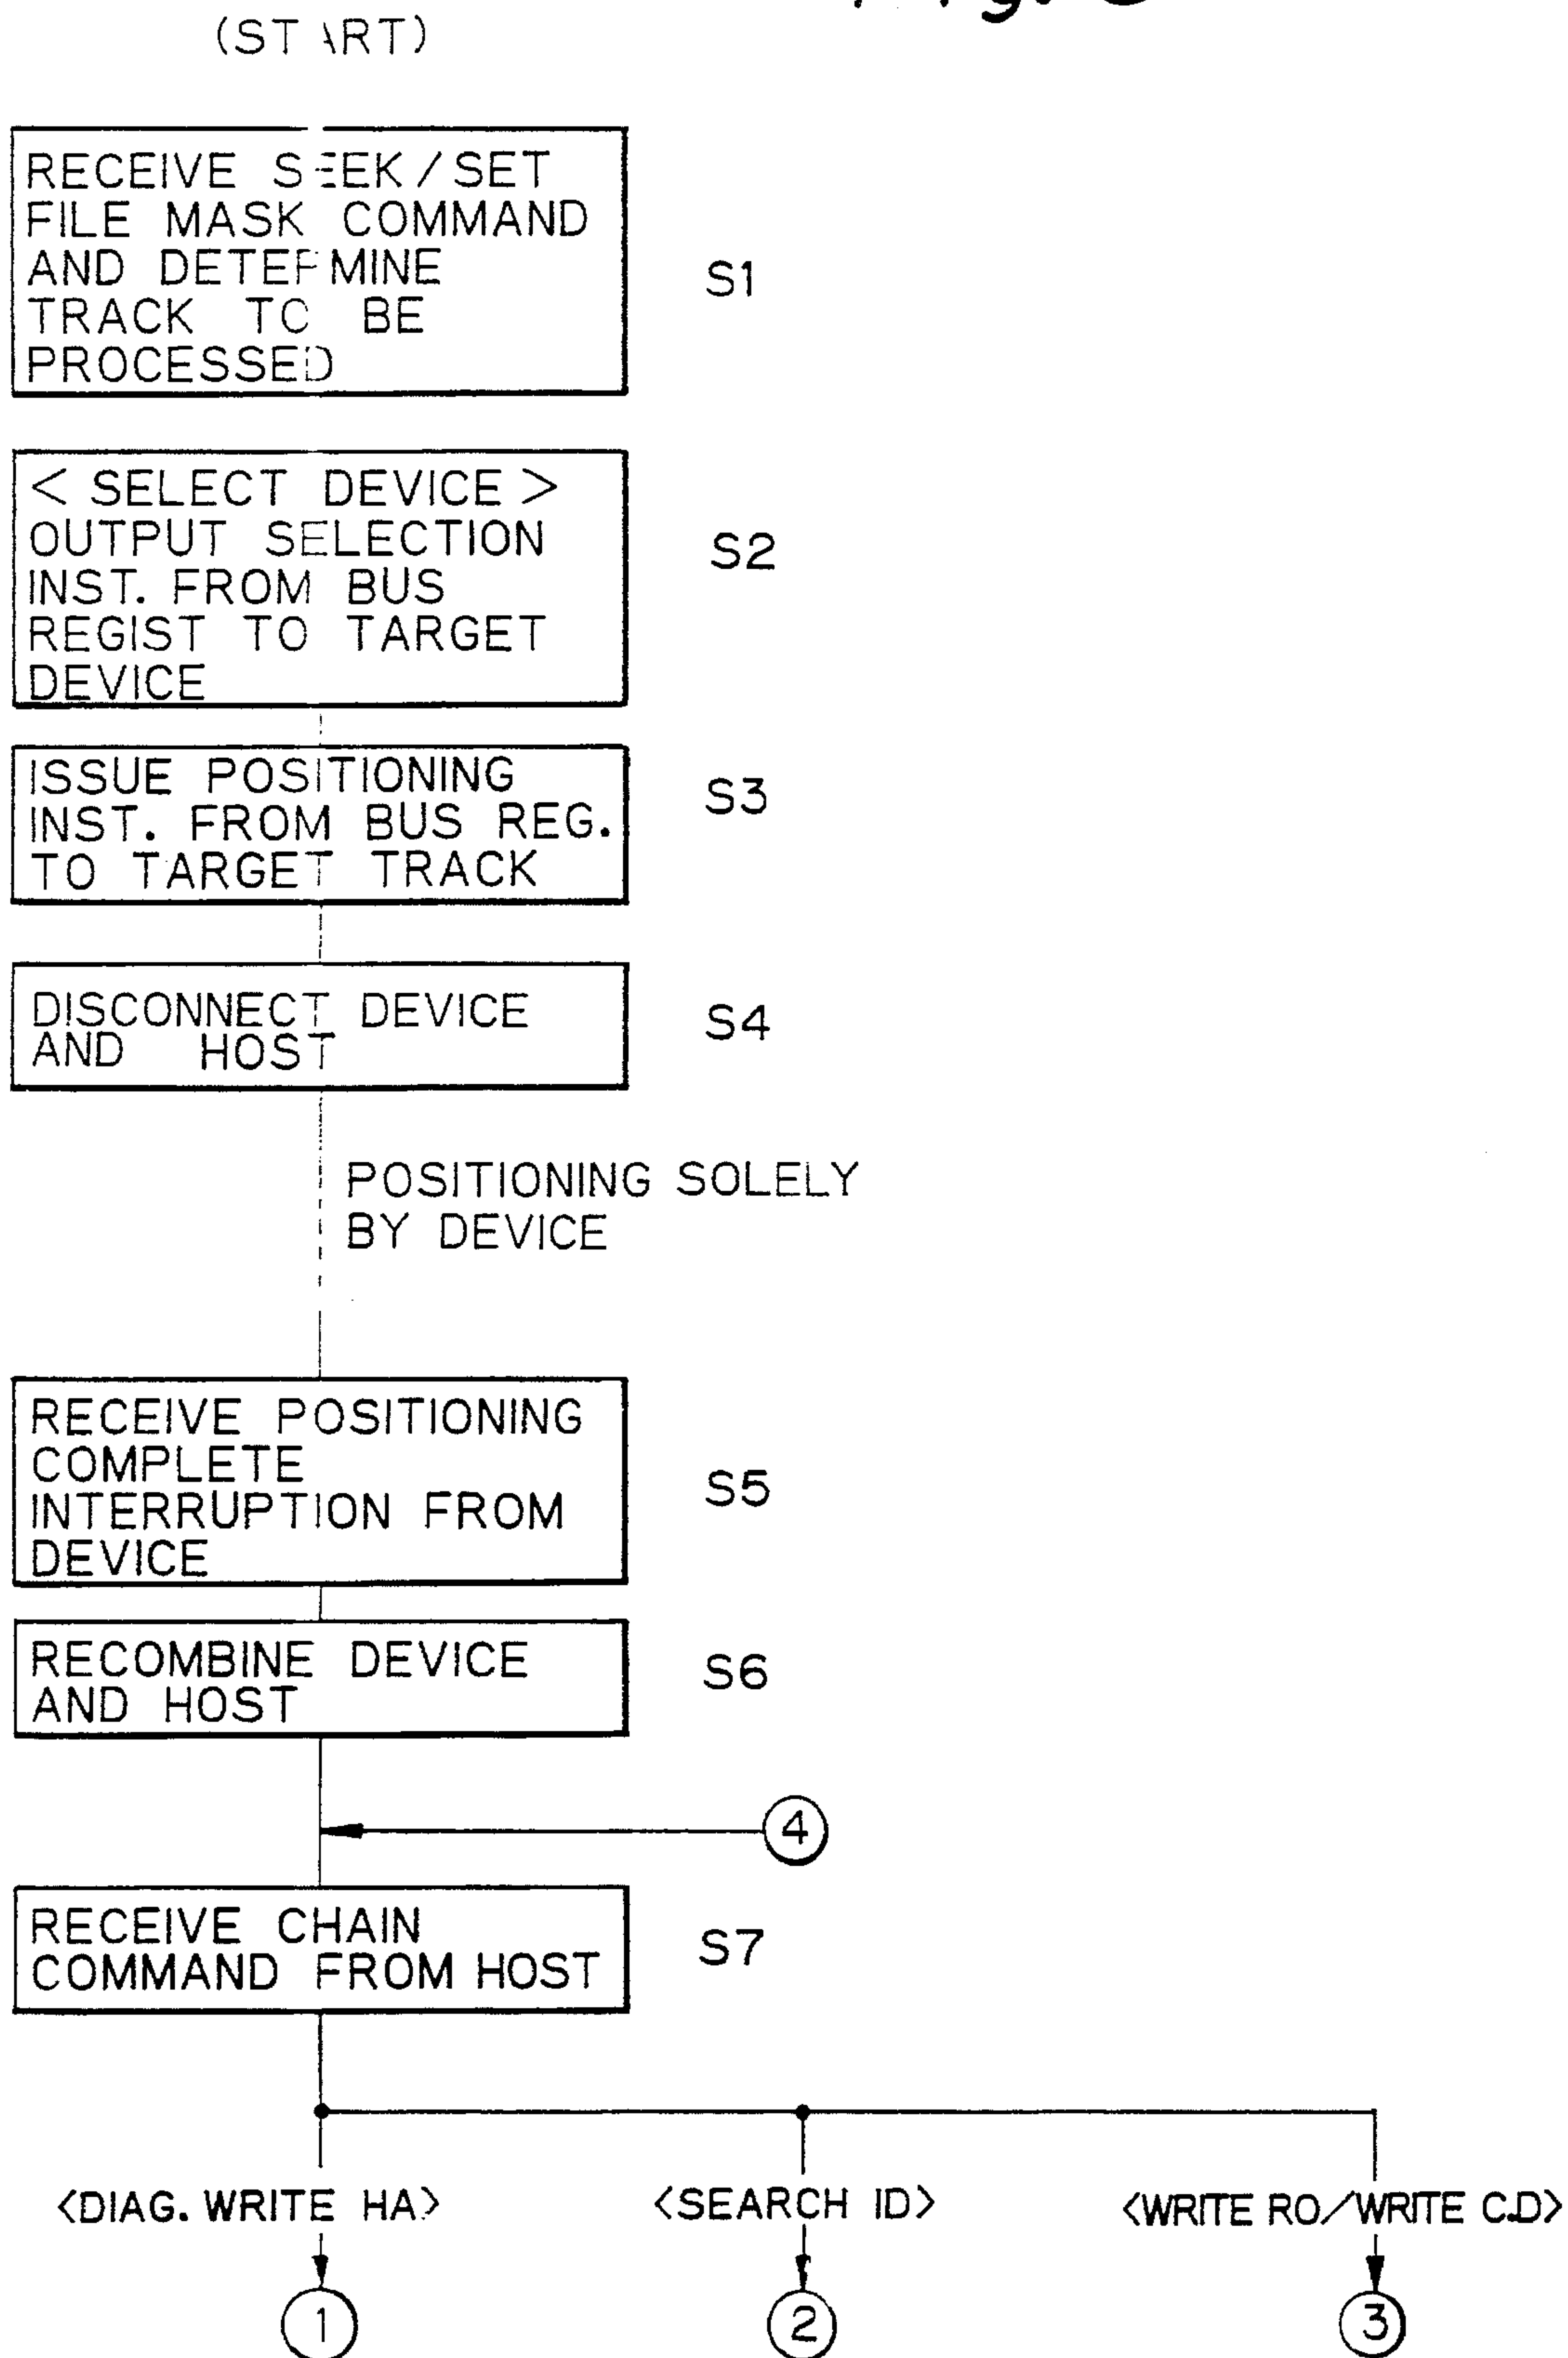 (START)
RECEIVE SEEK/SET
FILE MASK COMMAND
AND DETERMINE
TRACK TO BE
PROCESSED
S1
< SELECT DEVICE >
OUTPUT SELECTION
INST. FROM BUS
REGIST TO TARGET
DEVICE
S2
ISSUE POSITIONING
INST. FROM BUS REG.
TO TARGET TRACK
S3
DISCONNECT DEVICE
AND HOST
S4
POSITIONING SOLELY
BY DEVICE
RECEIVE POSITIONING
COMPLETE
INTERRUPTION FROM
DEVICE
S5
RECOMBINE DEVICE
AND HOST
S6
4
RECEIVE CHAIN
COMMAND FROM HOST
S7
<DIAG. WRITE HA>
<SEARCH ID>
<WRITE RO/WRITE C.D>
1
2
3